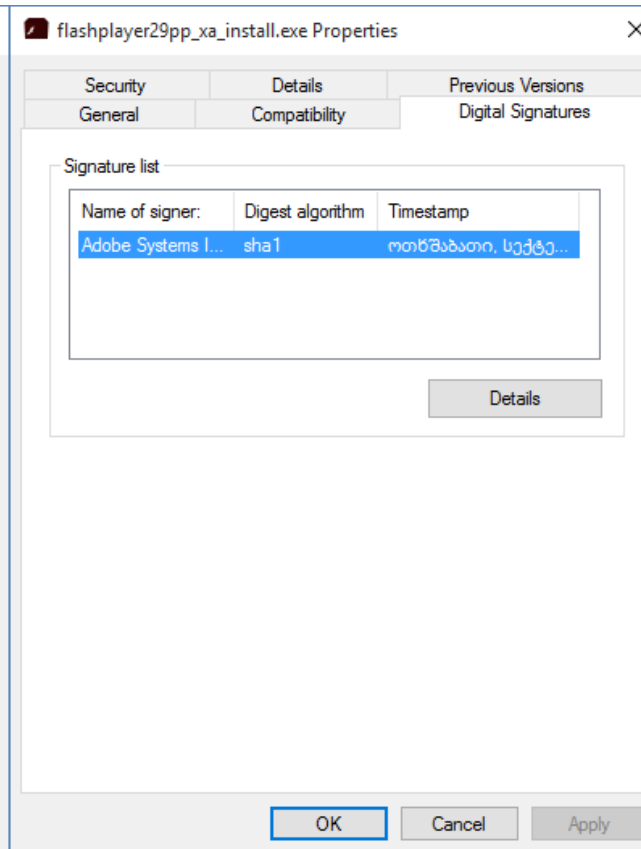 flashplayer29pp_xa_install.exe Properties
Security Details Previous Versions
General Compatibility Digital Signatures
Signature list
Name of signer: Digest algorithm Timestamp
Adobe Systems I... sha1 ოთხშაბათი, სექტე...
Details
OK Cancel Apply